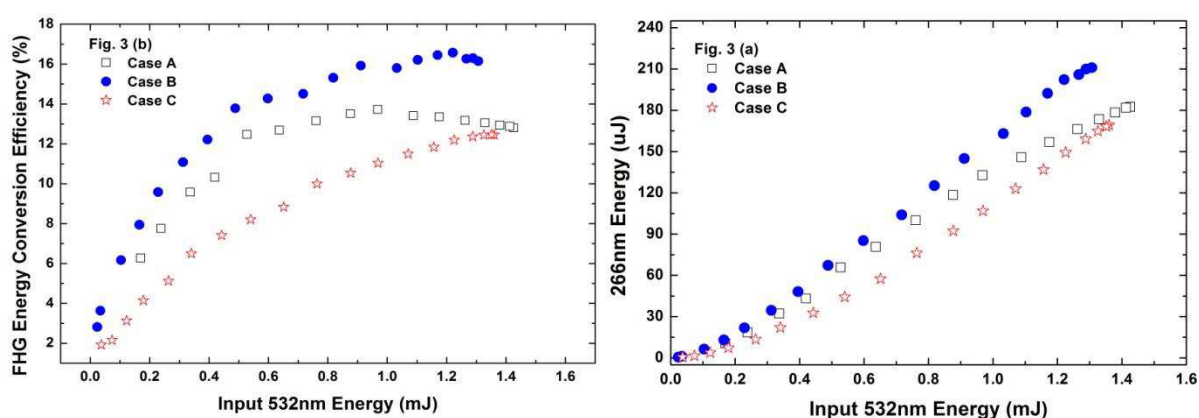 FHG Energy Conversion Efficiency (%)
18
16
14
12
10
8
6
4
2
Fig. 3 (b)
Case A
Case B
Case C
0.0 0.2 0.4 0.6 0.8 1.0 1.2 1.4 1.6
Input 532nm Energy (mJ)
266nm Energy (uJ)
240
210
180
150
120
90
60
30
0
Fig. 3 (a)
Case A
Case B
Case C
0.0 0.2 0.4 0.6 0.8 1.0 1.2 1.4 1.6
Input 532nm Energy (mJ)